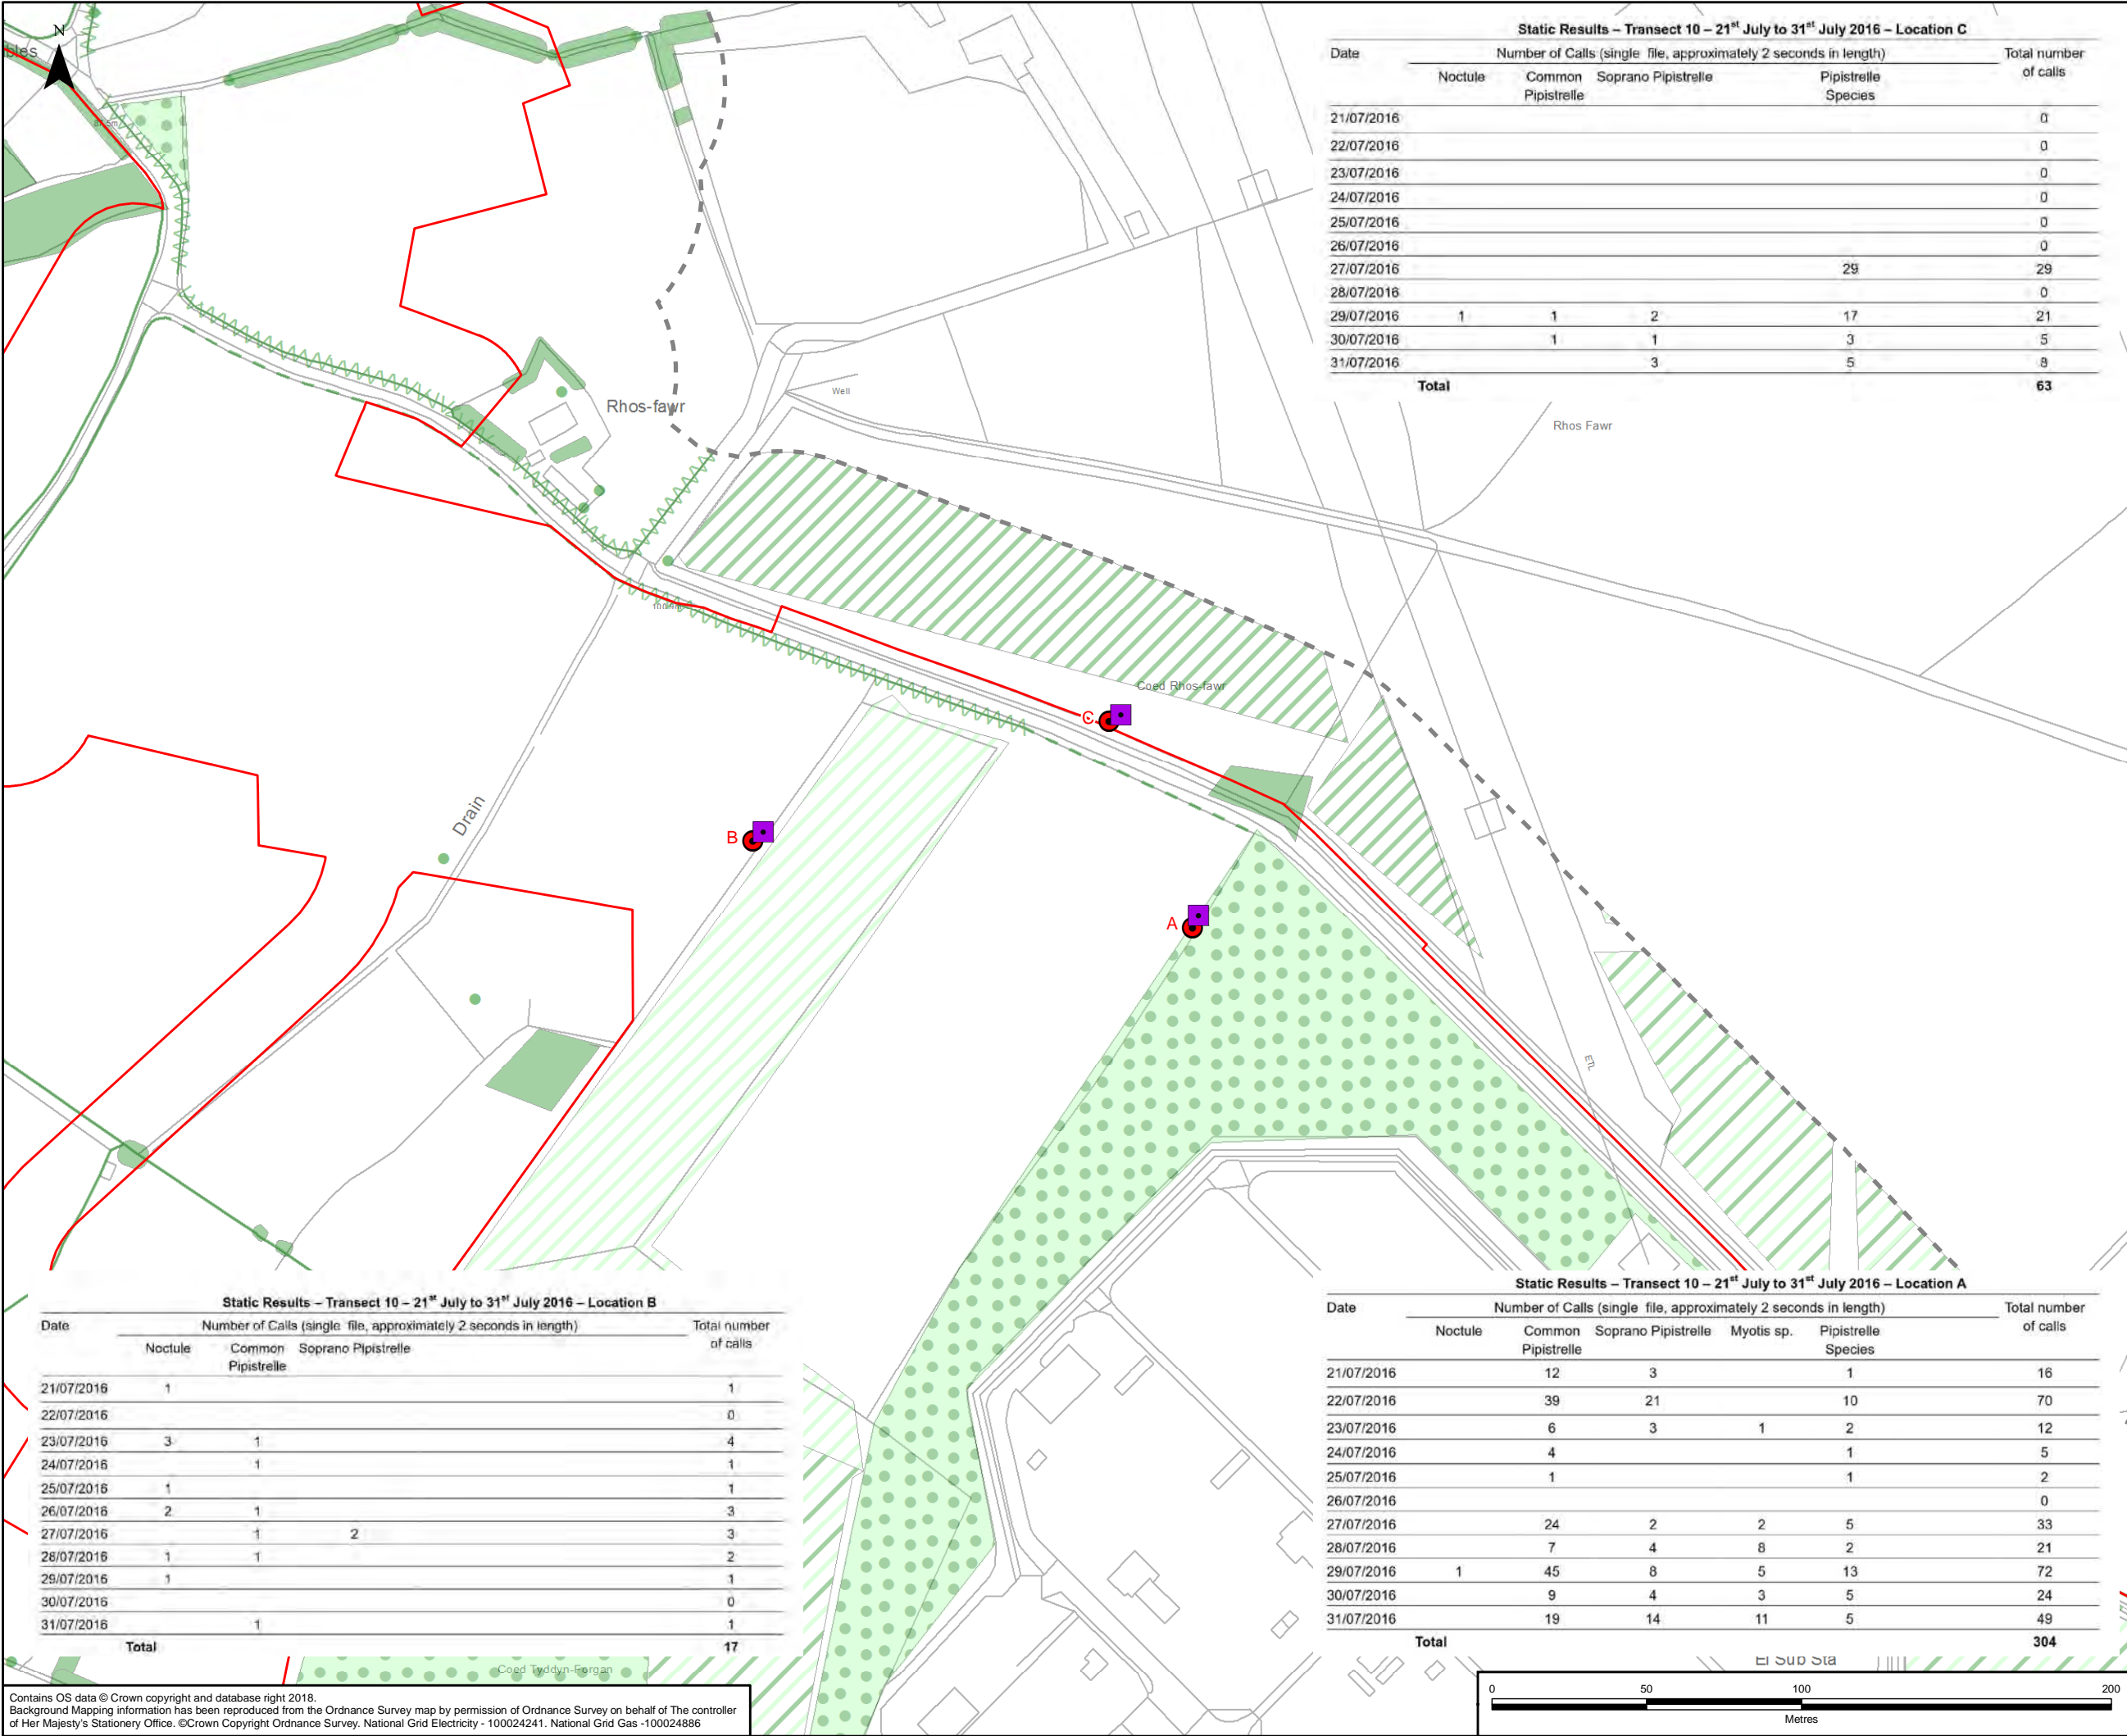 N
Static Results – Transect 10 – 21st July to 31st July 2016 – Location C
Date Number of Calls (single file, approximately 2 seconds in length) Total number of calls
Noctule Common Pipistrelle Soprano Pipistrelle Pipistrelle Species
21/07/2016 0
22/07/2016 0
23/07/2016 0
24/07/2016 0
25/07/2016 0
26/07/2016 0
27/07/2016 29 29
28/07/2016 0
29/07/2016 1 1 2 17 21
30/07/2016 1 1 3 5
31/07/2016 3 5 8
Total 63
Rhos-fawr
Well
Rhos Fawr
Coed Rhos-fawr
C
Drain
B
A
ETL
Static Results – Transect 10 – 21st July to 31st July 2016 – Location B
Date Number of Calls (single file, approximately 2 seconds in length) Total number of calls
Noctule Common Pipistrelle Soprano Pipistrelle
21/07/2016 1 1
22/07/2016 0
23/07/2016 3 1 4
24/07/2016 1 1
25/07/2016 1 1
26/07/2016 2 1 3
27/07/2016 1 2 3
28/07/2016 1 1 2
29/07/2016 1 1
30/07/2016 0
31/07/2016 1 1
Total 17
Static Results – Transect 10 – 21st July to 31st July 2016 – Location A
Date Number of Calls (single file, approximately 2 seconds in length) Total number of calls
Noctule Common Pipistrelle Soprano Pipistrelle Myotis sp. Pipistrelle Species
21/07/2016 12 3 1 16
22/07/2016 39 21 10 70
23/07/2016 6 3 1 2 12
24/07/2016 4 1 5
25/07/2016 1 1 2
26/07/2016 0
27/07/2016 24 2 2 5 33
28/07/2016 7 4 8 2 21
29/07/2016 1 45 8 5 13 72
30/07/2016 9 4 3 5 24
31/07/2016 19 14 11 5 49
Total 304
Coed Tyddyn-Forgan
El Sub Sta
Contains OS data © Crown copyright and database right 2018.
Background Mapping information has been reproduced from the Ordnance Survey map by permission of Ordnance Survey on behalf of The controller
of Her Majesty's Stationery Office. ©Crown Copyright Ordnance Survey. National Grid Electricity - 100024241. National Grid Gas -100024886
0 50 100 200
Metres